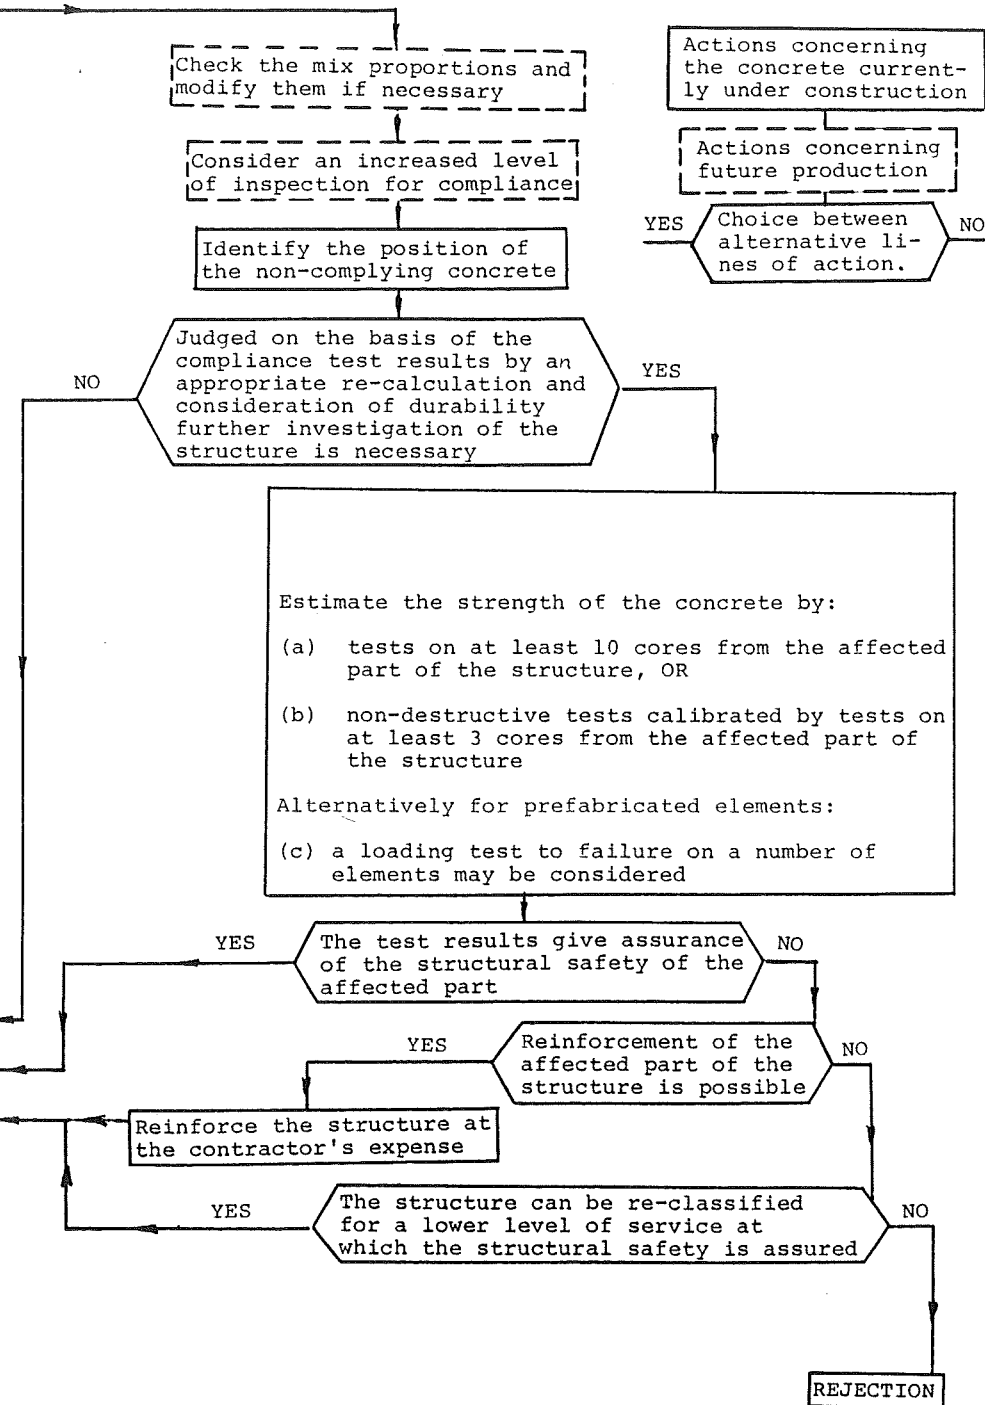 Check the mix proportions and
modify them if necessary
Consider an increased level
of inspection for compliance
Identify the position of
the non-complying concrete
Actions concerning
the concrete current-
ly under construction
Actions concerning
future production
YES
Choice between
alternative li-
nes of action.
NO
Judged on the basis of the
compliance test results by an
appropriate re-calculation and
consideration of durability
further investigation of the
structure is necessary
NO
YES
Estimate the strength of the concrete by:
(a) tests on at least 10 cores from the affected
part of the structure, OR
(b) non-destructive tests calibrated by tests on
at least 3 cores from the affected part of
the structure
Alternatively for prefabricated elements:
(c) a loading test to failure on a number of
elements may be considered
YES
The test results give assurance
of the structural safety of the
affected part
NO
YES
Reinforcement of the
affected part of the
structure is possible
NO
Reinforce the structure at
the contractor's expense
YES
The structure can be re-classified
for a lower level of service at
which the structural safety is assured
NO
REJECTION